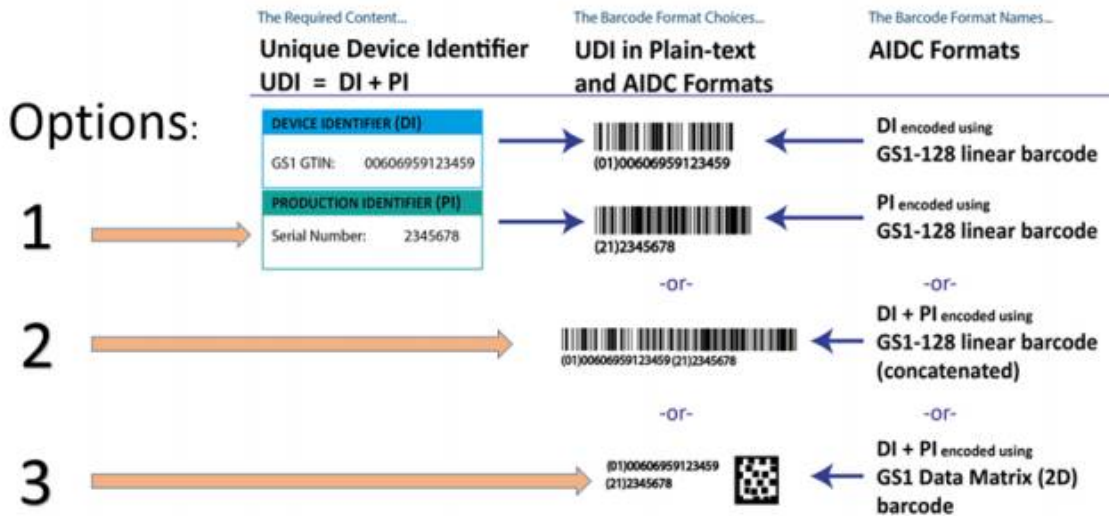 The Required Content...
The Barcode Format Choices...
The Barcode Format Names...
Unique Device Identifier
UDI = DI + PI
UDI in Plain-text
and AIDC Formats
AIDC Formats
Options:
DEVICE IDENTIFIER (DI)
GS1 GTIN: 00606959123459
(01)00606959123459
DI encoded using
GS1-128 linear barcode
1
PRODUCTION IDENTIFIER (PI)
Serial Number: 2345678
(21)2345678
PI encoded using
GS1-128 linear barcode
-or-
-or-
2
(01)00606959123459(21)2345678
DI + PI encoded using
GS1-128 linear barcode
(concatenated)
-or-
-or-
3
(01)00606959123459
(21)2345678
DI + PI encoded using
GS1 Data Matrix (2D)
barcode